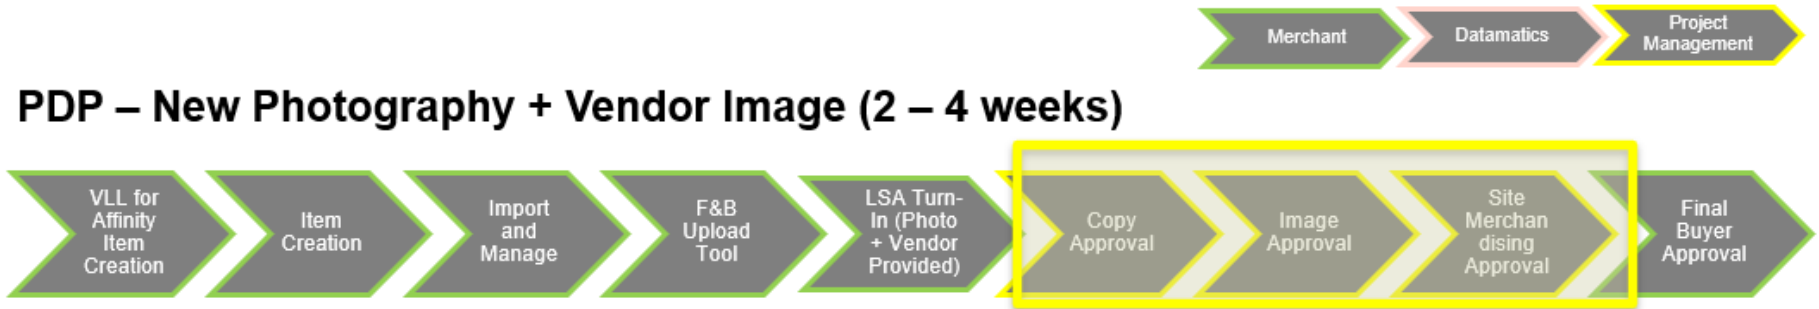 Merchant
Datamatics
Project
Management
PDP – New Photography + Vendor Image (2 – 4 weeks)
VLL for
Affinity
Item
Creation
Item
Creation
Import
and
Manage
F&B
Upload
Tool
LSA Turn-
In (Photo
+ Vendor
Provided)
Copy
Approval
Image
Approval
Site
Merchan
dising
Approval
Final
Buyer
Approval